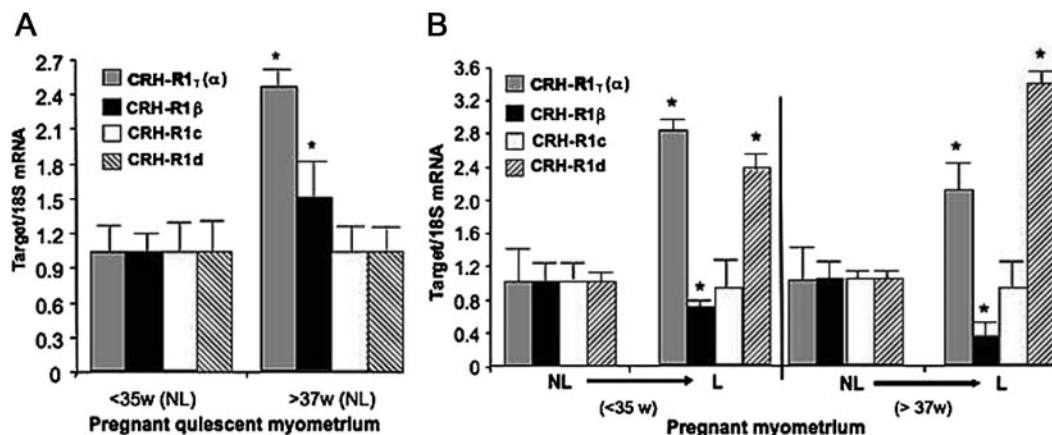 A
Target/18S mRNA
2.7
2.4
2.1
1.8
1.5
1.2
0.9
0.6
0.3
0
*
*
CRH-R1T(α)
CRH-R1β
CRH-R1c
CRH-R1d
<35w (NL)
>37w (NL)
Pregnant quiescent myometrium
B
Target/18S mRNA
3.6
3.2
2.8
2.4
2.0
1.6
1.2
0.8
0.4
0
CRH-R1T(α)
CRH-R1β
CRH-R1c
CRH-R1d
*
*
*
*
*
*
NL L
(<35 w)
NL L
(> 37w)
Pregnant myometrium